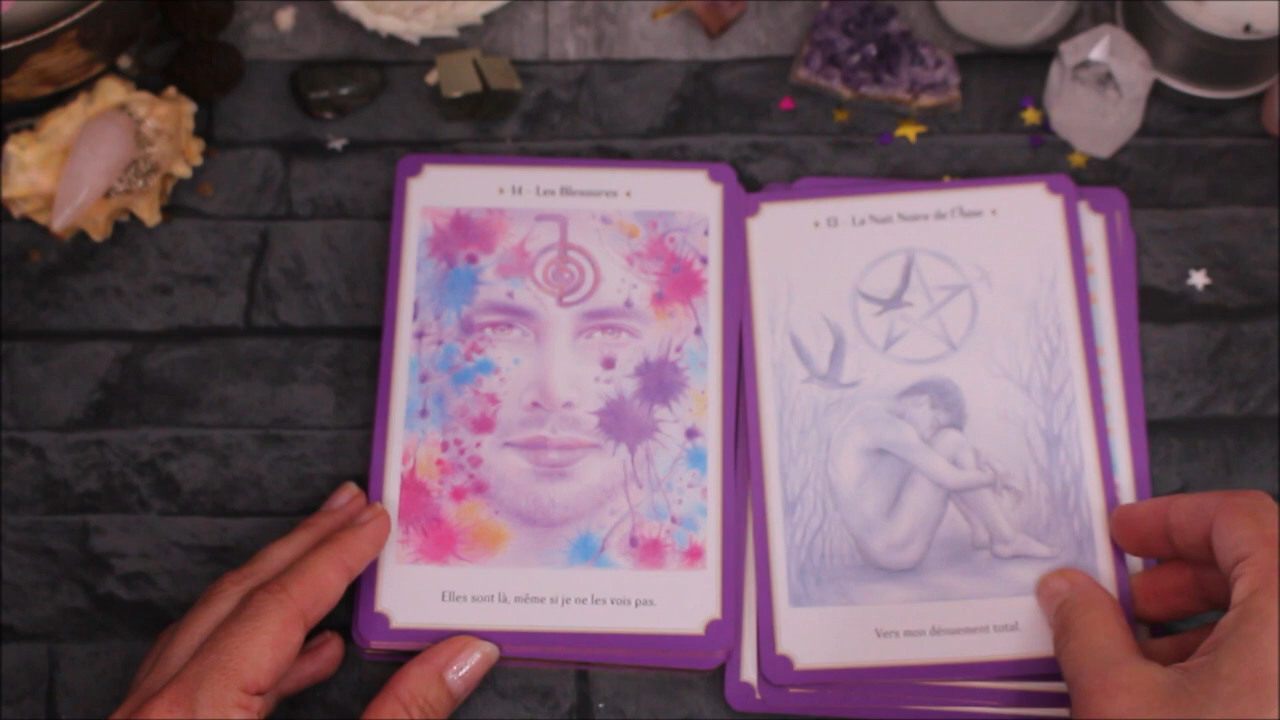 14 - Les Blessures
Elles sont là, même si je ne les vois pas.
13 - La Nuit Noire de l'Âme
Vers mon dénuement total.